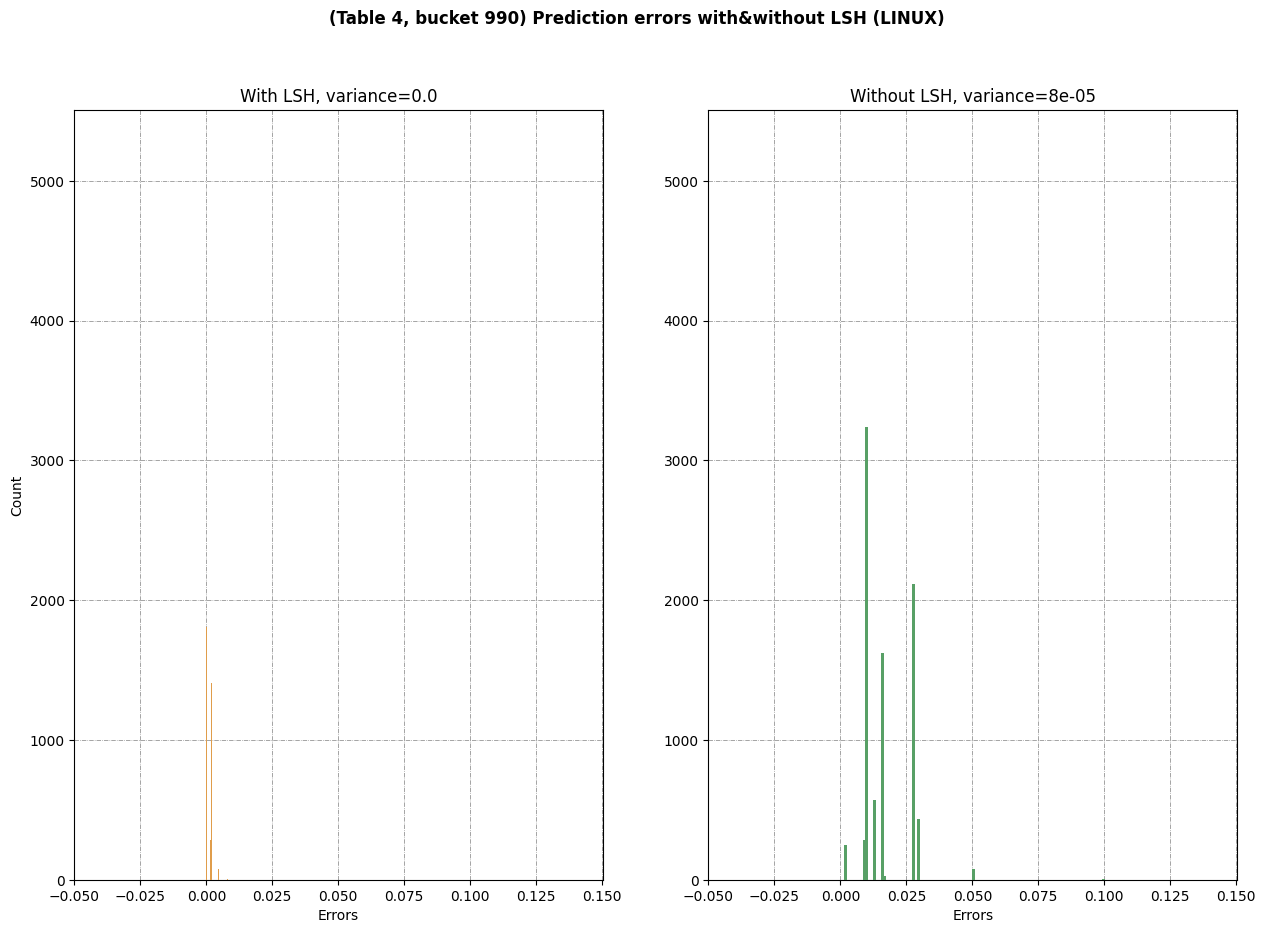 (Table 4, bucket 990) Prediction errors with&without LSH (LINUX)
With LSH, variance=0.0
Without LSH, variance=8e-05
5000
4000
3000
2000
1000
0
Count
−0.050 −0.025 0.000 0.025 0.050 0.075 0.100 0.125 0.150
Errors
5000
4000
3000
2000
1000
0
−0.050 −0.025 0.000 0.025 0.050 0.075 0.100 0.125 0.150
Errors